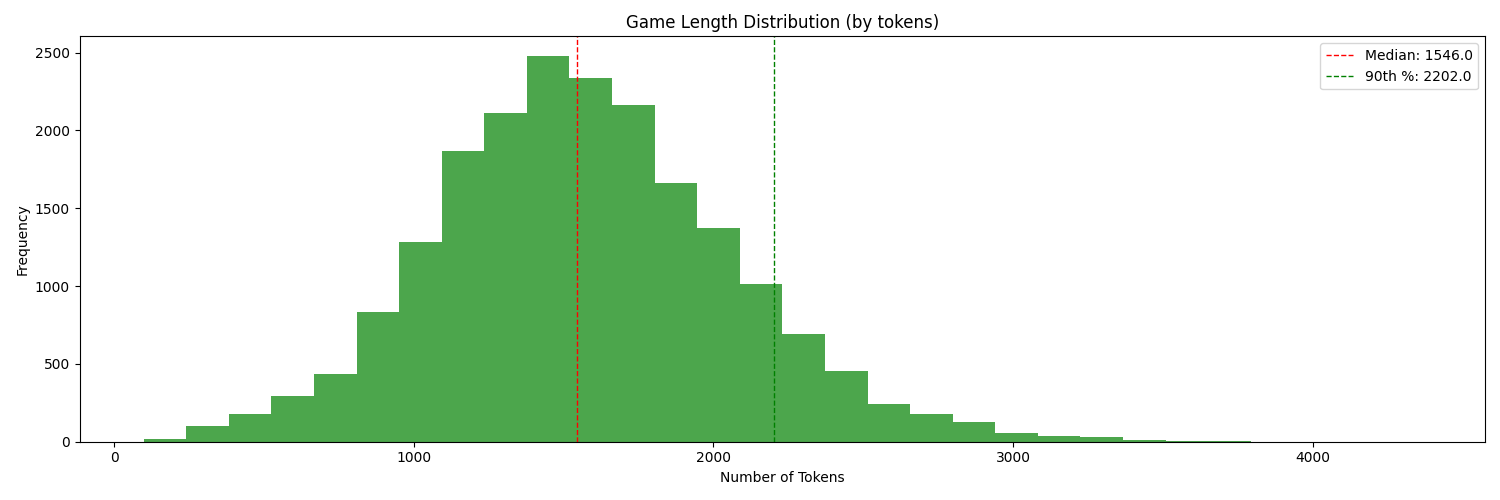 Game Length Distribution (by tokens)
Median: 1546.0
90th %: 2202.0
2500
2000
1500
1000
500
0
Frequency
0 1000 2000 3000 4000
Number of Tokens